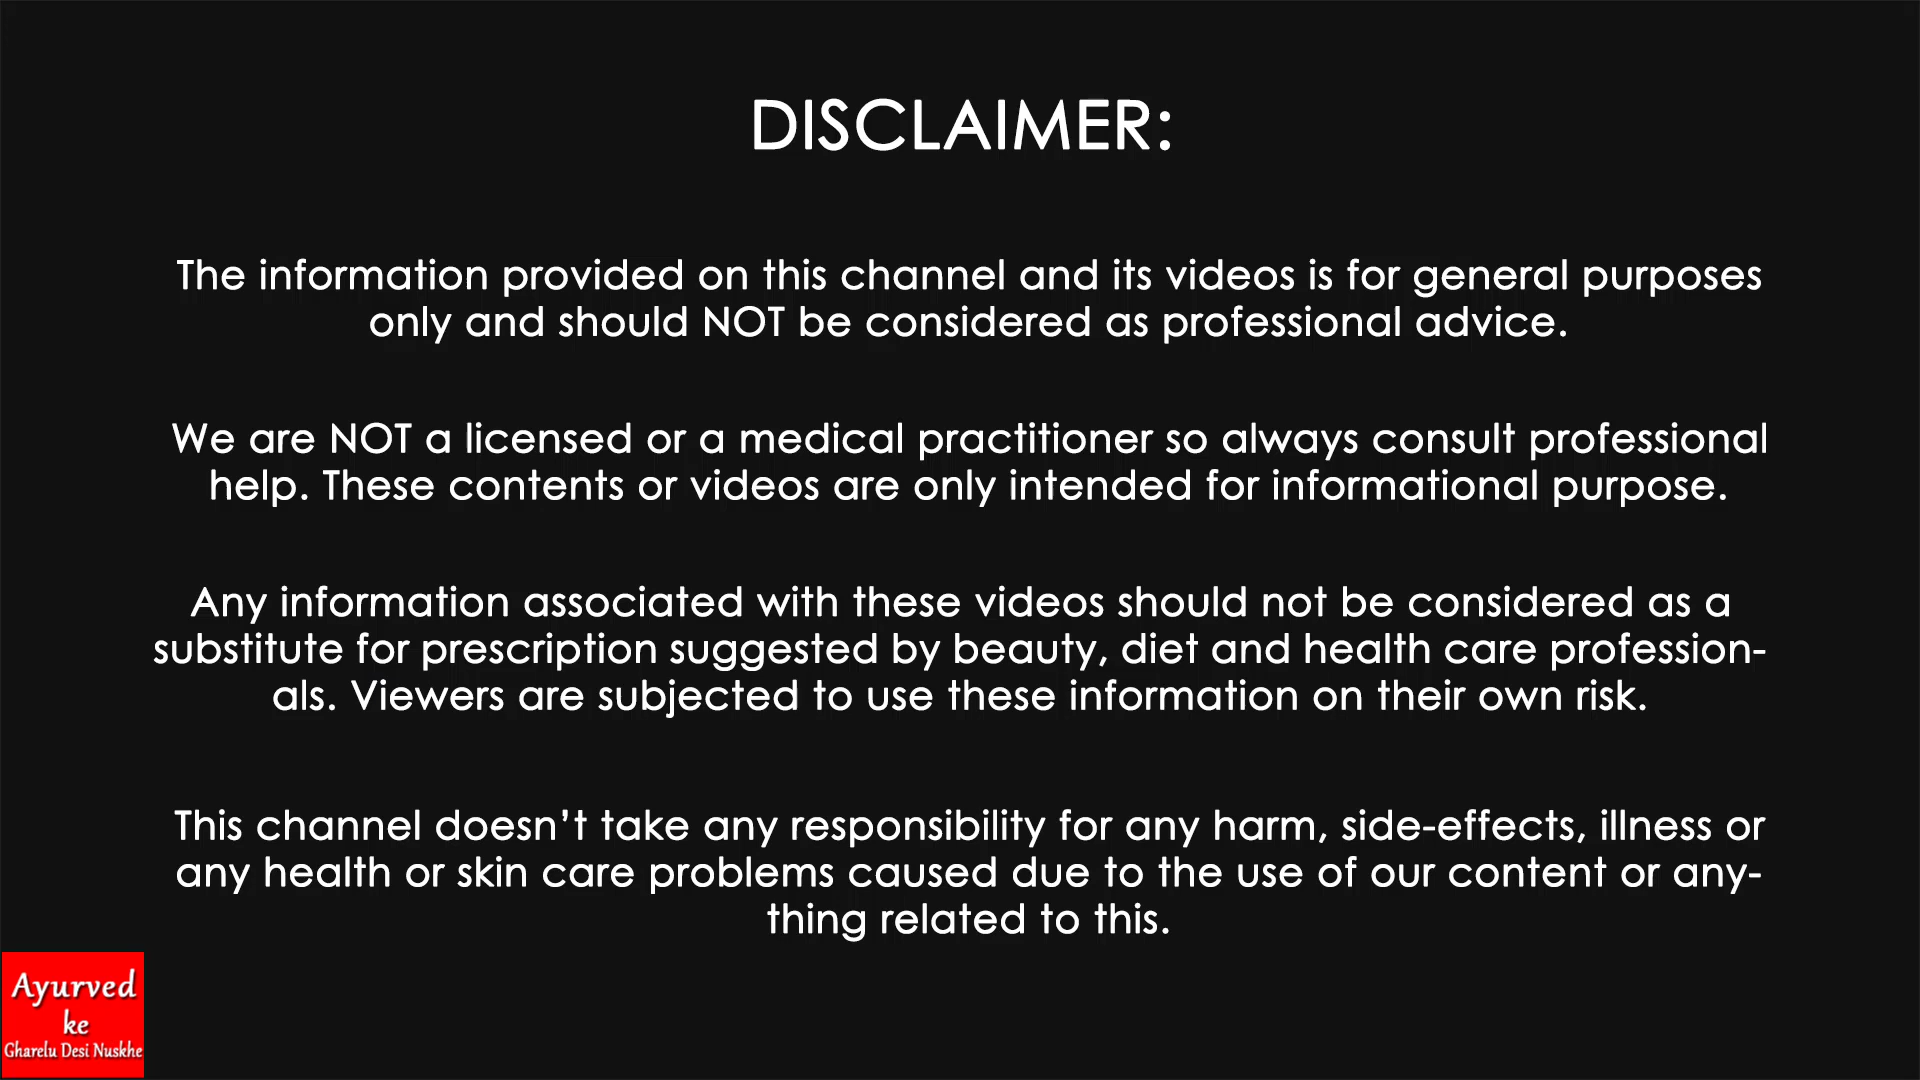 DISCLAIMER:
The information provided on this channel and its videos is for general purposes
only and should NOT be considered as professional advice.
We are NOT a licensed or a medical practitioner so always consult professional
help. These contents or videos are only intended for informational purpose.
Any information associated with these videos should not be considered as a
substitute for prescription suggested by beauty, diet and health care profession-
als. Viewers are subjected to use these information on their own risk.
This channel doesn’t take any responsibility for any harm, side-effects, illness or
any health or skin care problems caused due to the use of our content or any-
thing related to this.
Ayurved
ke
Gharelu Desi Nuskhe